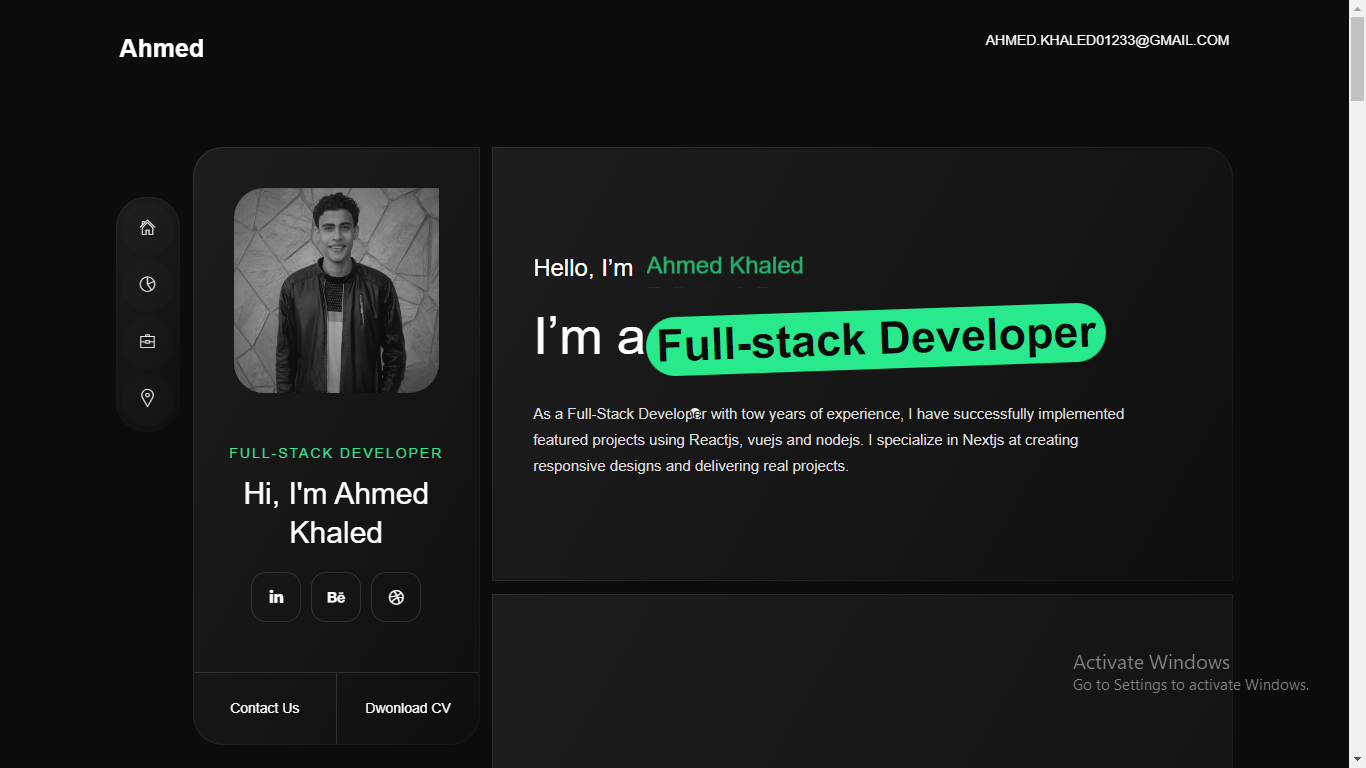 Ahmed
AHMED.KHALED01233@GMAIL.COM
FULL-STACK DEVELOPER
Hi, I'm Ahmed
Khaled
in
Bē
Contact Us
Dwonload CV
Hello, I’m Ahmed Khaled
I’m a Full-stack Developer
As a Full-Stack Developer with tow years of experience, I have successfully implemented
featured projects using Reactjs, vuejs and nodejs. I specialize in Nextjs at creating
responsive designs and delivering real projects.
Activate Windows
Go to Settings to activate Windows.